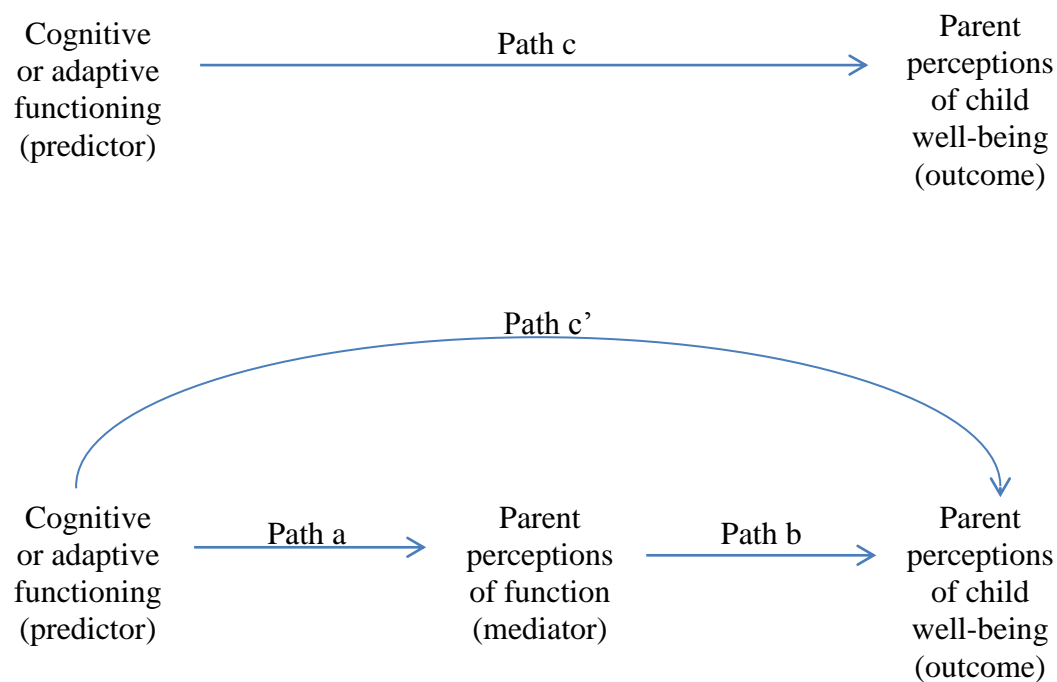 Cognitive
or adaptive
functioning
(predictor)
Path c
Parent
perceptions
of child
well-being
(outcome)
Path c’
Cognitive
or adaptive
functioning
(predictor)
Path a
Parent
perceptions
of function
(mediator)
Path b
Parent
perceptions
of child
well-being
(outcome)